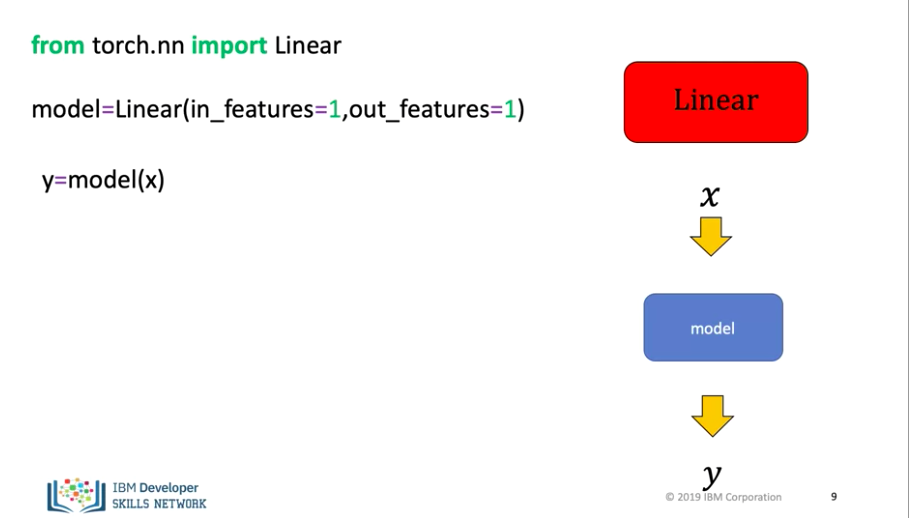 from torch.nn import Linear
model=Linear(in_features=1,out_features=1)
y=model(x)
Linear
x
model
y
IBM Developer
SKILLS NETWORK
© 2019 IBM Corporation
9